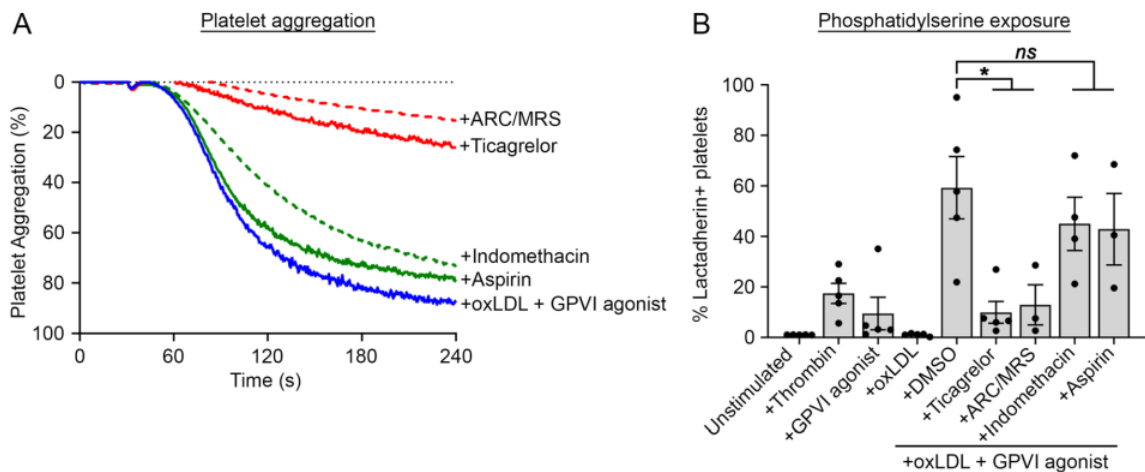 A
Platelet aggregation
Platelet Aggregation (%)
0
20
40
60
80
100
+ARC/MRS
+Ticagrelor
+Indomethacin
+Aspirin
+oxLDL + GPVI agonist
0
60
120
180
240
Time (s)
B
Phosphatidylserine exposure
% Lactadherin+ platelets
100
80
60
40
20
0
ns
*
Unstimulated
+Thrombin
+GPVI agonist
+oxLDL
+DMSO
+Ticagrelor
+ARC/MRS
+Indomethacin
+Aspirin
+oxLDL + GPVI agonist